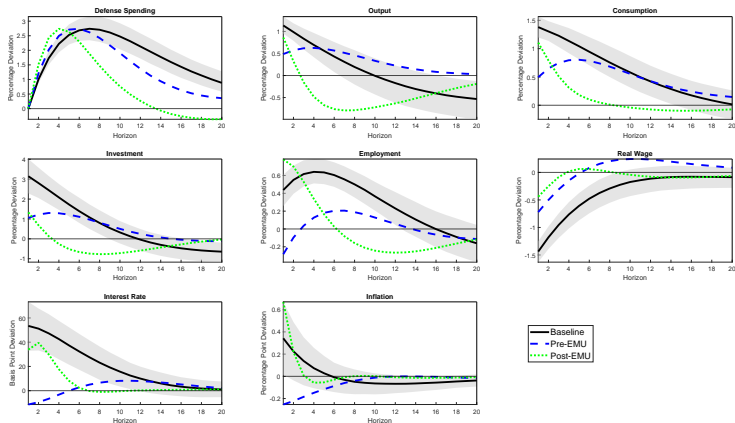 Defense Spending
Percentage Deviation
3
2.5
2
1.5
1
0.5
0
2 4 6 8 10 12 14 16 18 20
Horizon
Output
Percentage Deviation
1
0.5
0
-0.5
2 4 6 8 10 12 14 16 18 20
Horizon
Consumption
Percentage Deviation
1.5
1
0.5
0
2 4 6 8 10 12 14 16 18 20
Horizon
Investment
Percentage Deviation
4
3
2
1
0
-1
2 4 6 8 10 12 14 16 18 20
Horizon
Employment
Percentage Deviation
0.6
0.4
0.2
0
-0.2
2 4 6 8 10 12 14 16 18 20
Horizon
Real Wage
Percentage Deviation
0
-0.5
-1
-1.5
2 4 6 8 10 12 14 16 18 20
Horizon
Interest Rate
Basis Point Deviation
60
40
20
0
2 4 6 8 10 12 14 16 18 20
Horizon
Inflation
Percentage Point Deviation
0.6
0.4
0.2
0
-0.2
2 4 6 8 10 12 14 16 18 20
Horizon
Baseline
Pre-EMU
Post-EMU